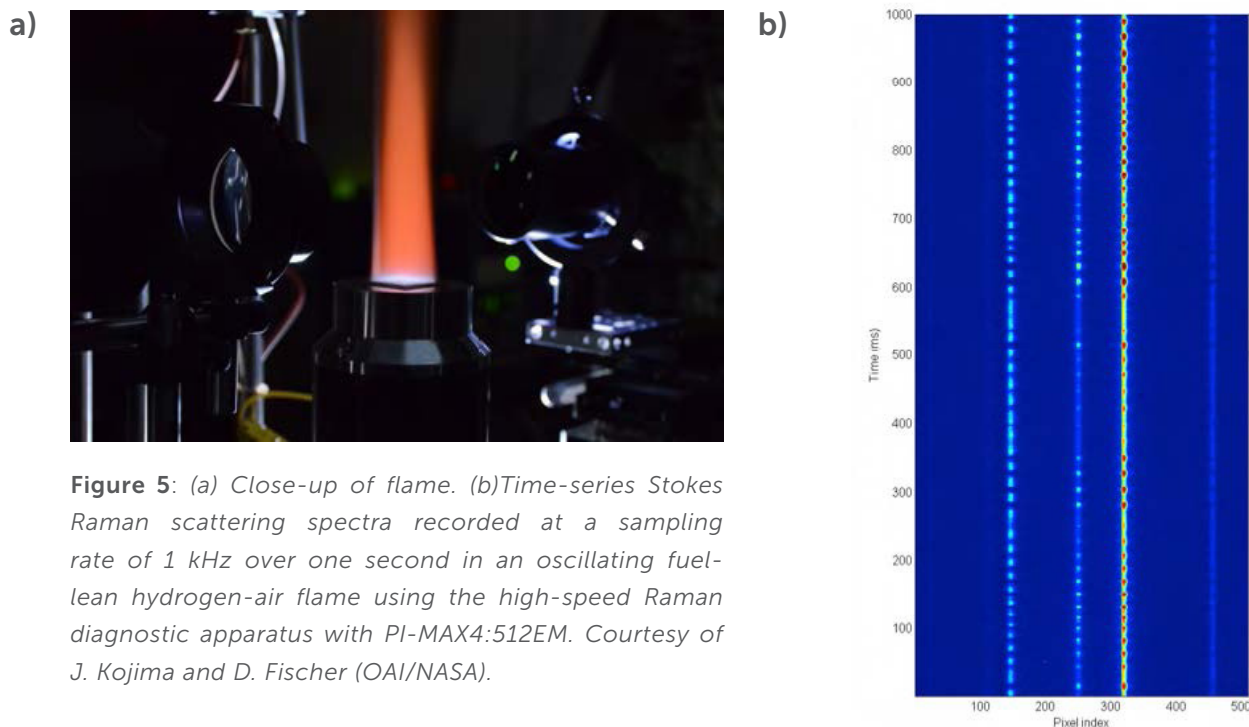 a)
Figure 5: (a) Close-up of flame. (b)Time-series Stokes
Raman scattering spectra recorded at a sampling
rate of 1 kHz over one second in an oscillating fuel-
lean hydrogen-air flame using the high-speed Raman
diagnostic apparatus with PI-MAX4:512EM. Courtesy of
J. Kojima and D. Fischer (OAI/NASA).
b)
1000
900
800
700
600
500
400
300
200
100
Time (ms)
100
200
300
400
500
Pixel index